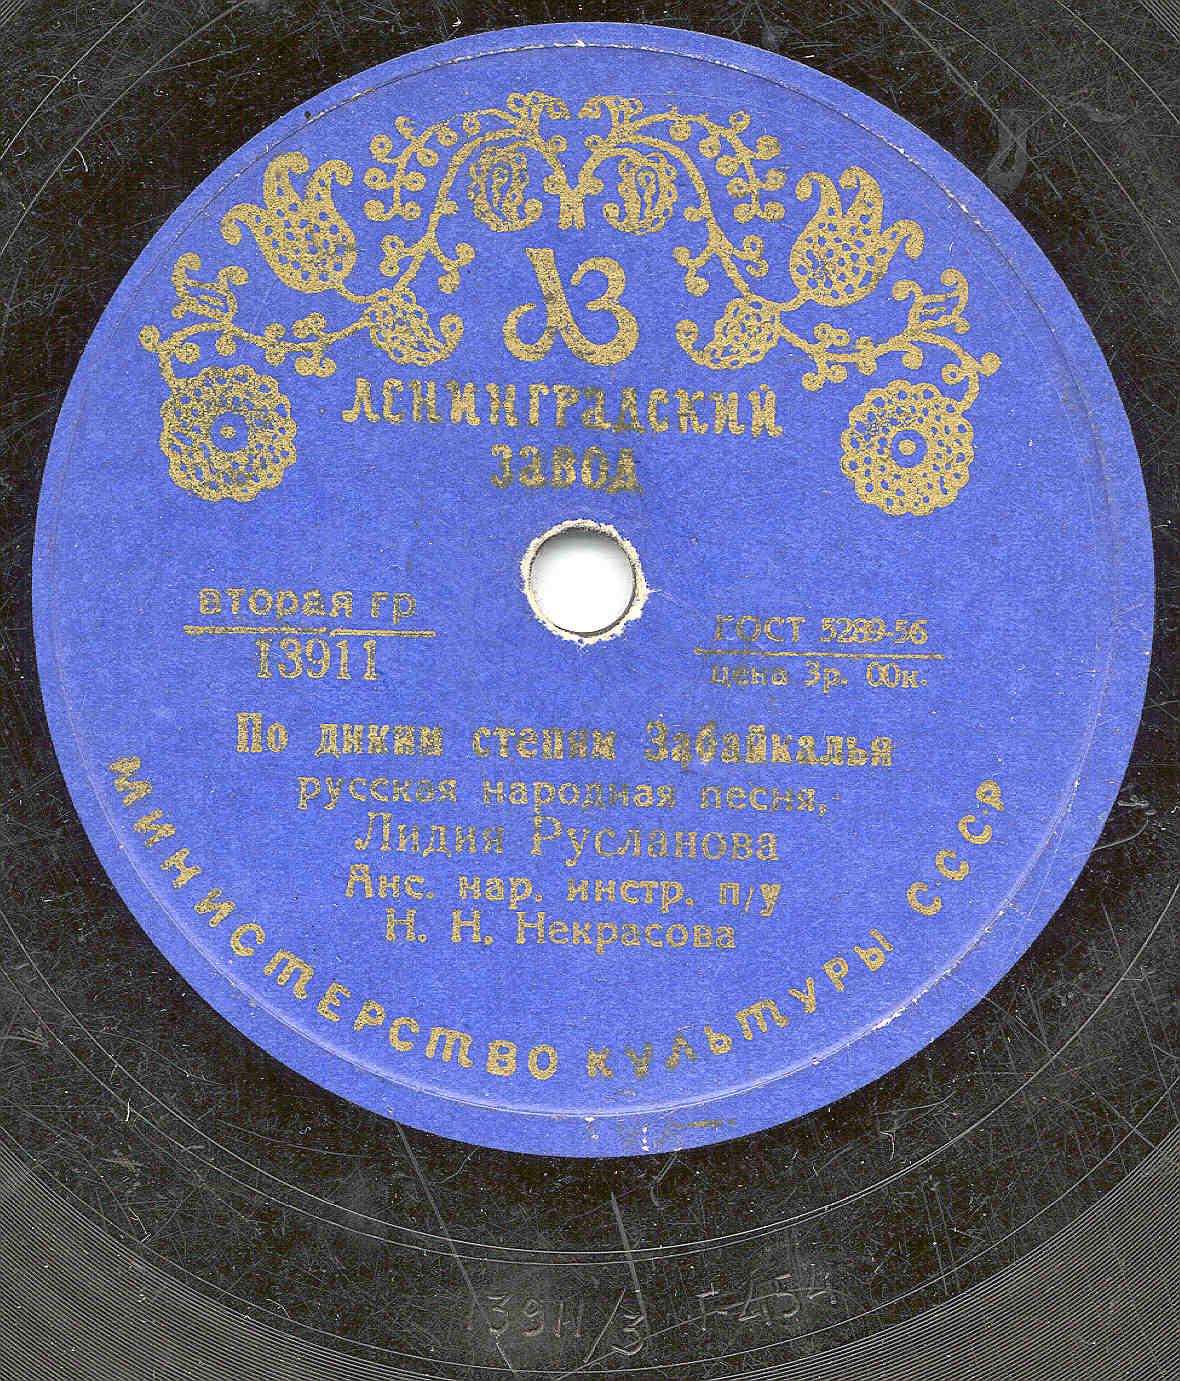 ЛЗ
ЛЕНИНГРАДСКИЙ
ЗАВОД
вторая гр
13911
ГОСТ 5289-56
цена 3р. 00к.
По диким степям Забайкалья
русская народная песня,
Лидия Русланова
Анс. нар. инстр. п/у
Н. Н. Некрасова
МИНИСТЕРСТВО КУЛЬТУРЫ С.С.С.Р
13911/3 Г-454